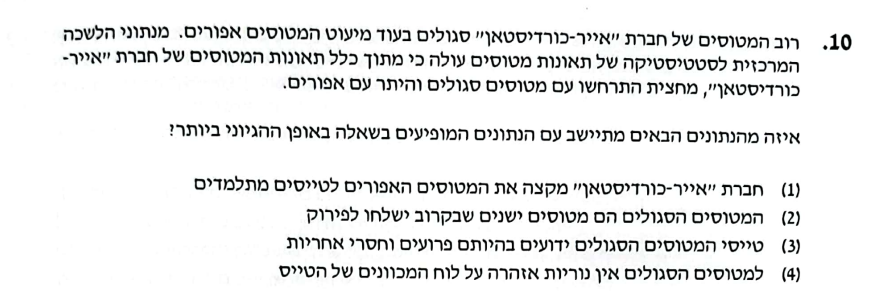 10. רוב המטוסים של חברת "אייר-כורדיסטאן" סגולים בעוד מיעוט המטוסים אפורים. מנתוני הלשכה
המרכזית לסטטיסטיקה של תאונות מטוסים עולה כי מתוך כלל תאונות המטוסים של חברת "אייר-
כורדיסטאן", מחצית התרחשו עם מטוסים סגולים והיתר עם אפורים.
איזה מהנתונים הבאים מתיישב עם הנתונים המופיעים בשאלה באופן ההגיוני ביותר?
(1) חברת "אייר-כורדיסטאן" מקצה את המטוסים האפורים לטייסים מתלמדים
(2) המטוסים הסגולים הם מטוסים ישנים שבקרוב ישלחו לפירוק
(3) טייסי המטוסים הסגולים ידועים בהיותם פרועים וחסרי אחריות
(4) למטוסים הסגולים אין נוריות אזהרה על לוח המכוונים של הטייס